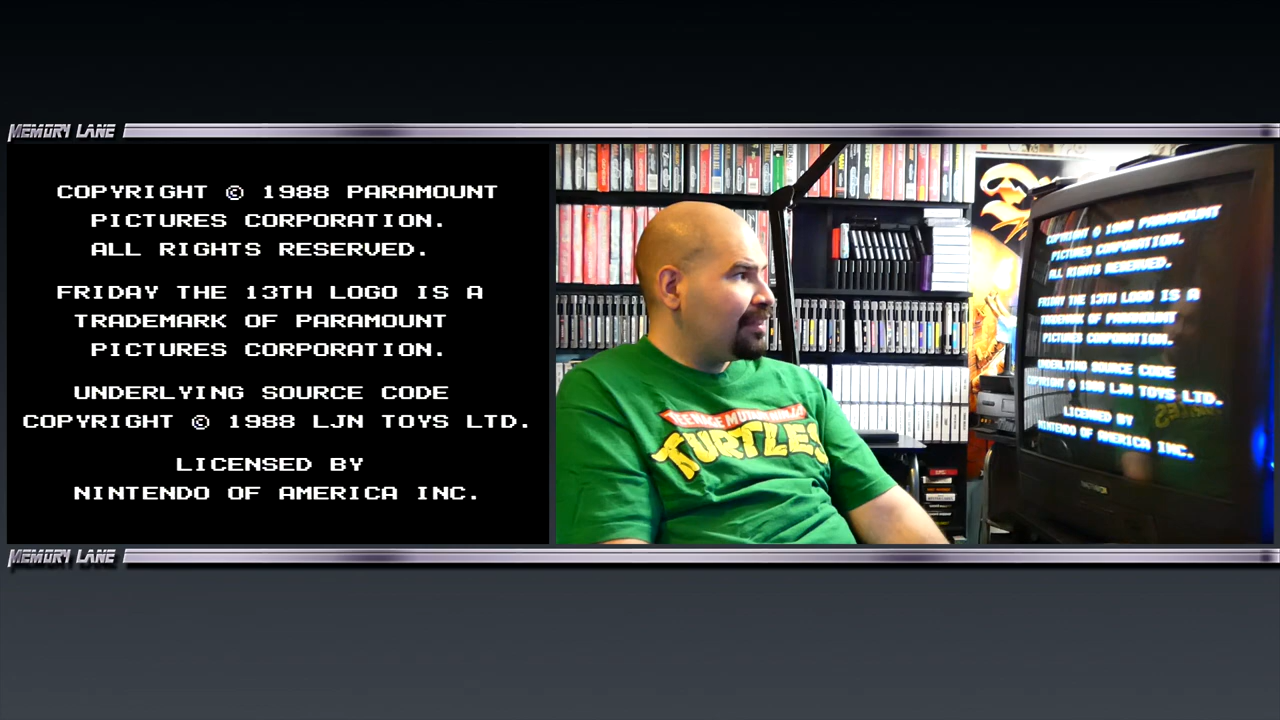 MEMORY LANE
COPYRIGHT © 1988 PARAMOUNT
PICTURES CORPORATION.
ALL RIGHTS RESERVED.
FRIDAY THE 13TH LOGO IS A
TRADEMARK OF PARAMOUNT
PICTURES CORPORATION.
UNDERLYING SOURCE CODE
COPYRIGHT © 1988 LJN TOYS LTD.
LICENSED BY
NINTENDO OF AMERICA INC.
TEENAGE MUTANT NINJA
TURTLES
COPYRIGHT © 1988 PARAMOUNT
PICTURES CORPORATION.
ALL RIGHTS RESERVED.
FRIDAY THE 13TH LOGO IS A
TRADEMARK OF PARAMOUNT
PICTURES CORPORATION.
UNDERLYING SOURCE CODE
COPYRIGHT © 1988 LJN TOYS LTD.
LICENSED BY
NINTENDO OF AMERICA INC.
MEMORY LANE